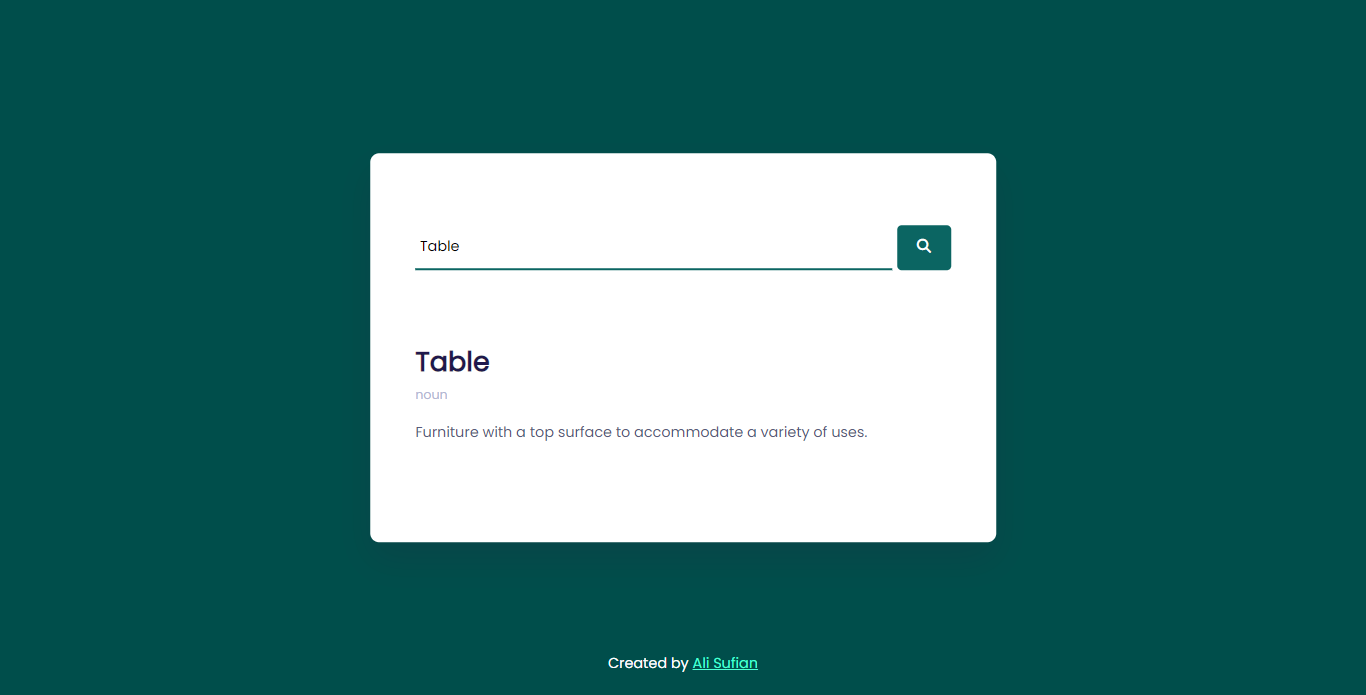 Table
Table
noun
Furniture with a top surface to accommodate a variety of uses.
Created by Ali Sufian